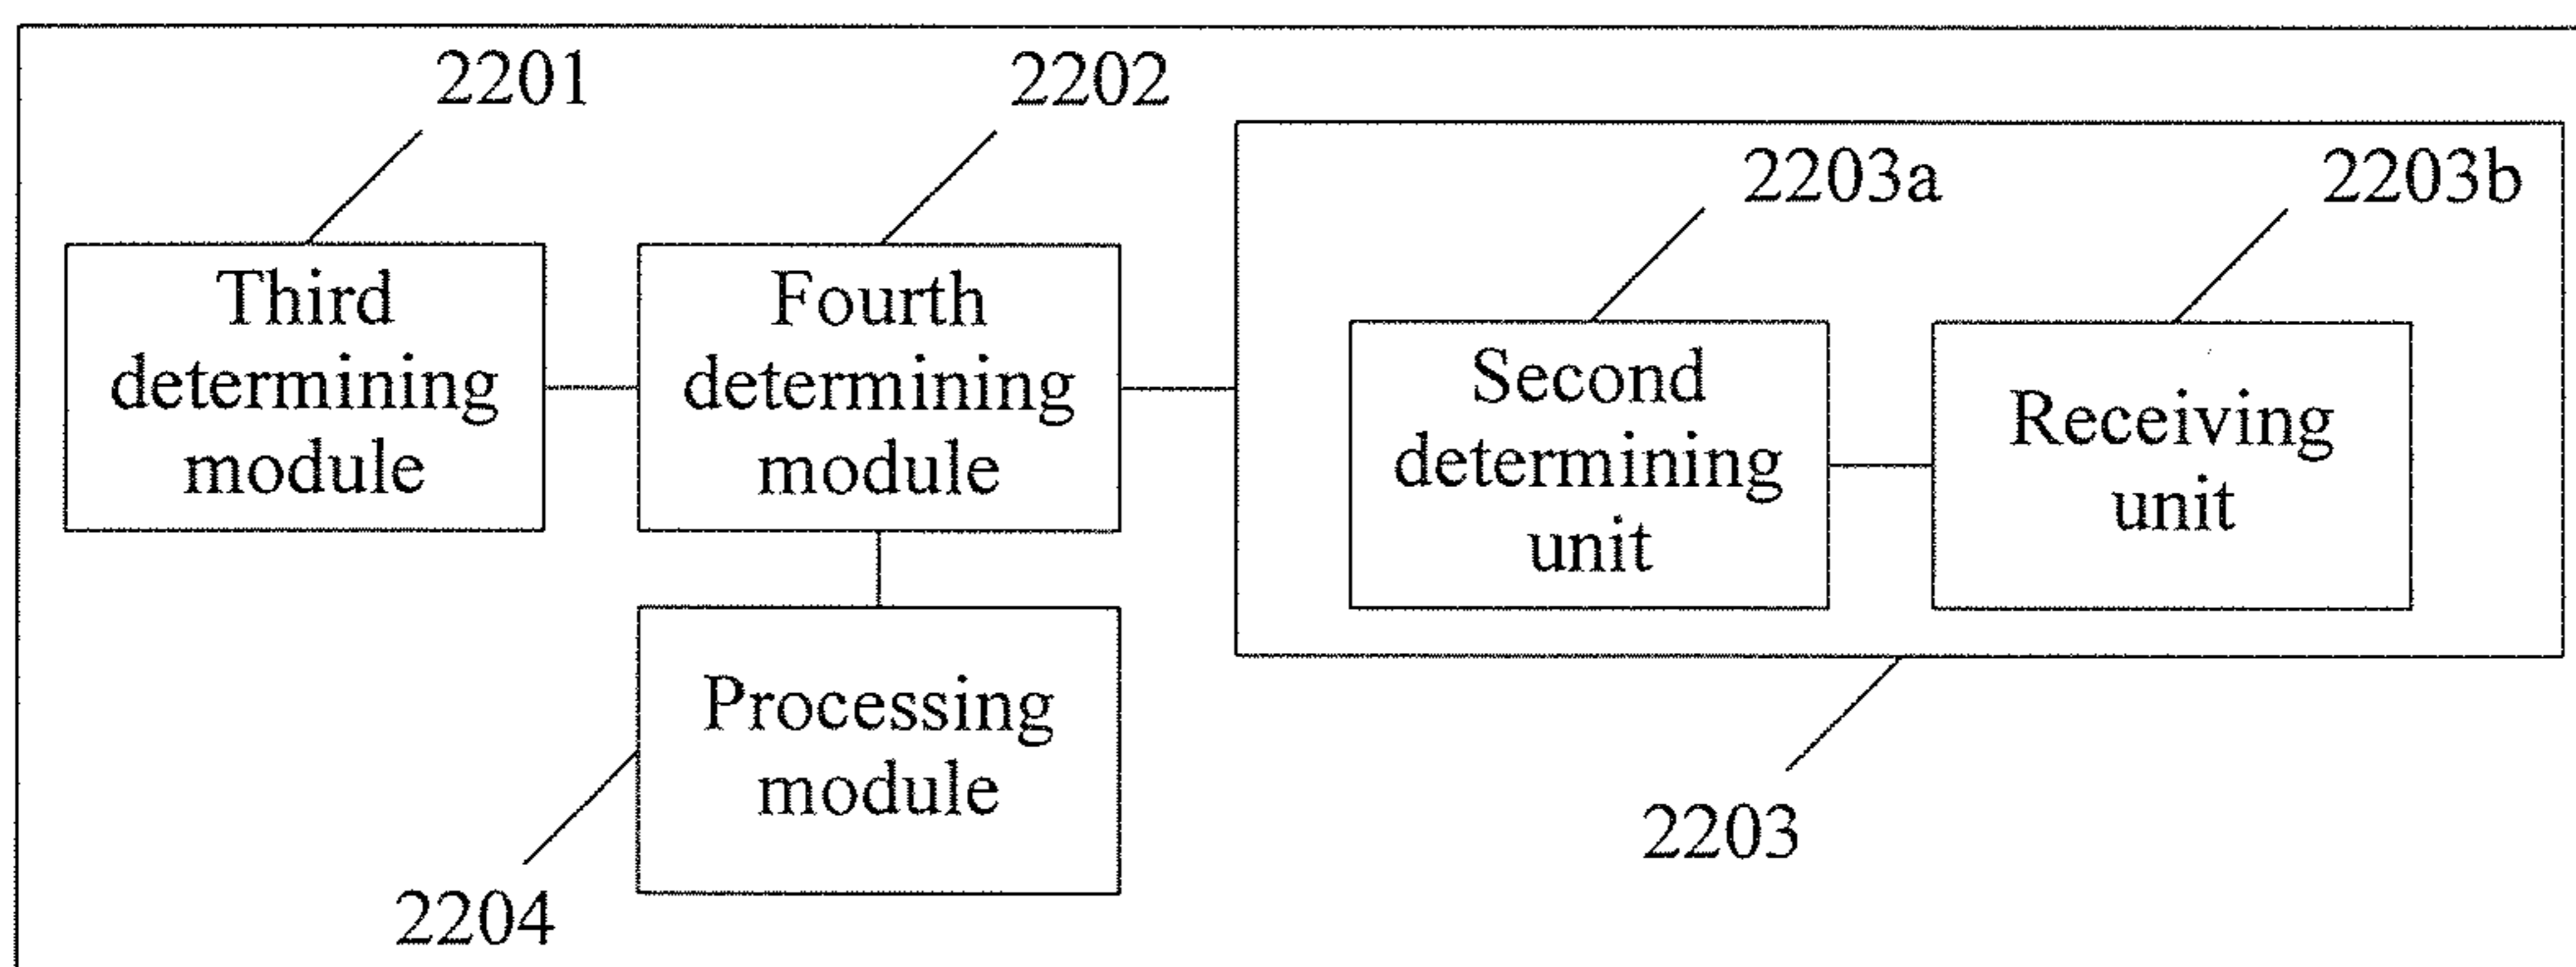 2201
2202
2203a
2203b
Third
determining
module
Fourth
determining
module
Second
determining
unit
Receiving
unit
Processing
module
2203
2204